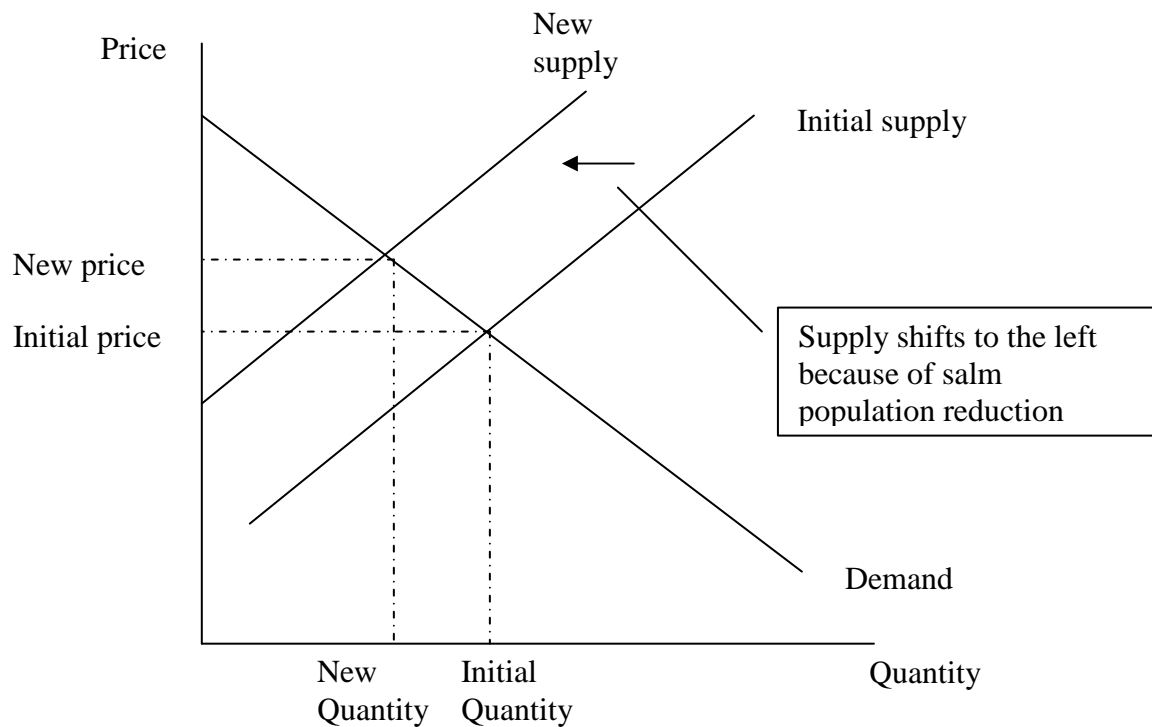 Price
New
supply
Initial supply
New price
Initial price
Supply shifts to the left
because of salm
population reduction
Demand
New
Quantity
Initial
Quantity
Quantity